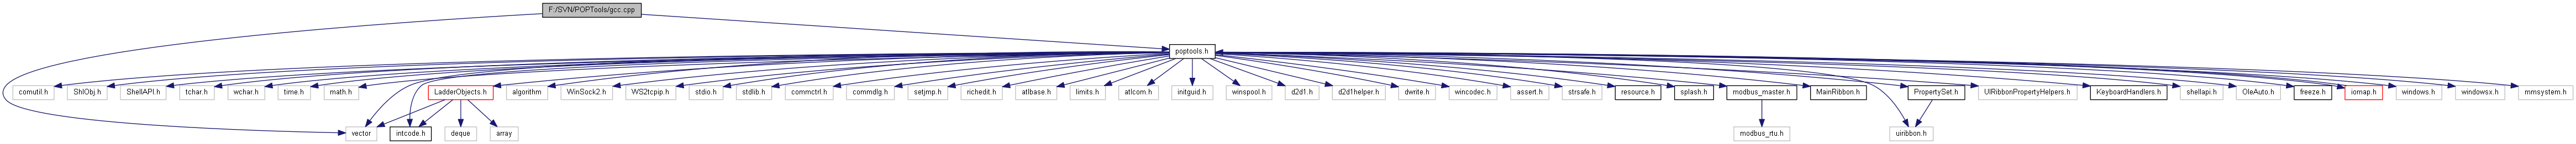 F:/SVN/POPTools/gcc.cpp
poptools.h
comutil.h ShlObj.h ShellAPI.h tchar.h wchar.h time.h math.h LadderObjects.h algorithm WinSock2.h WS2tcpip.h stdio.h stdlib.h commctrl.h commdlg.h setjmp.h richedit.h atlbase.h limits.h atlcom.h initguid.h winspool.h d2d1.h d2d1helper.h dwrite.h wincodec.h assert.h strsafe.h resource.h splash.h modbus_master.h MainRibbon.h PropertySet.h UIRibbonPropertyHelpers.h KeyboardHandlers.h shellapi.h OleAuto.h freeze.h iomap.h windows.h windowsx.h mmsystem.h
vector intcode.h deque array modbus_rtu.h uiribbon.h